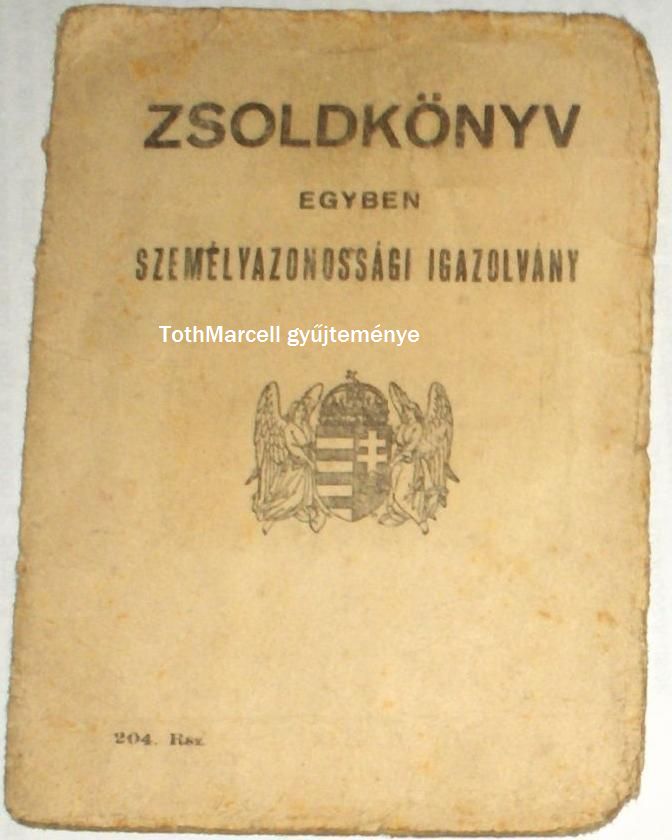 ZSOLDKÖNYV
EGYBEN
SZEMÉLYAZONOSSÁGI IGAZOLVÁNY
TothMarcell gyűjteménye
204. Rsz.